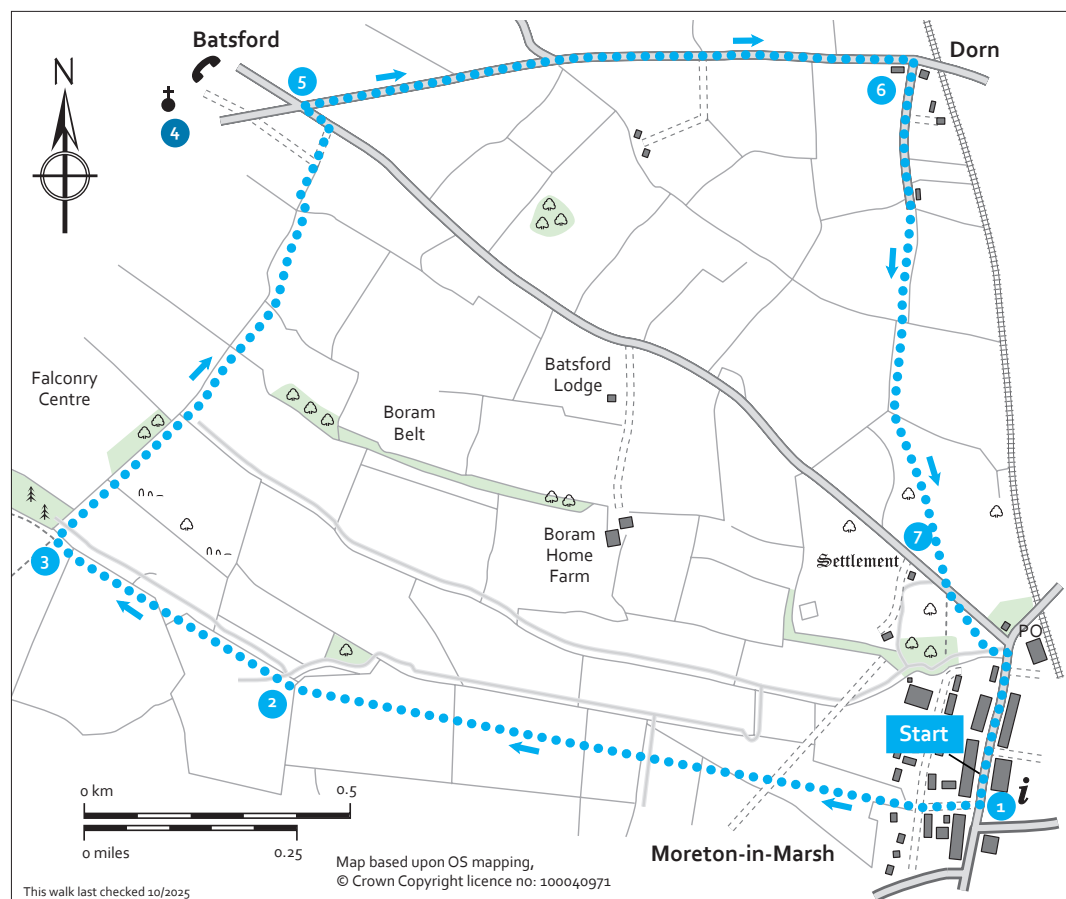 Batsford
Dorn
N
5
6
4
Falconry
Centre
Batsford
Lodge
Boram
Belt
7
3
Boram
Home
Farm
Settlement
PO
2
Start
i
1
0 km
0.5
0 miles
0.25
Moreton-in-Marsh
Map based upon OS mapping,
© Crown Copyright licence no: 100040971
This walk last checked 10/2025